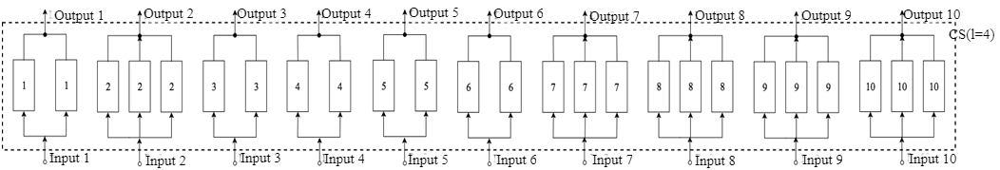 Output 1 Output 2 Output 3 Output 4 Output 5 Output 6 Output 7 Output 8 Output 9 Output 10
CS(l=4)
1 1 2 2 2 3 3 4 4 5 5 6 6 7 7 7 8 8 8 9 9 9 10 10 10
Input 1 Input 2 Input 3 Input 4 Input 5 Input 6 Input 7 Input 8 Input 9 Input 10